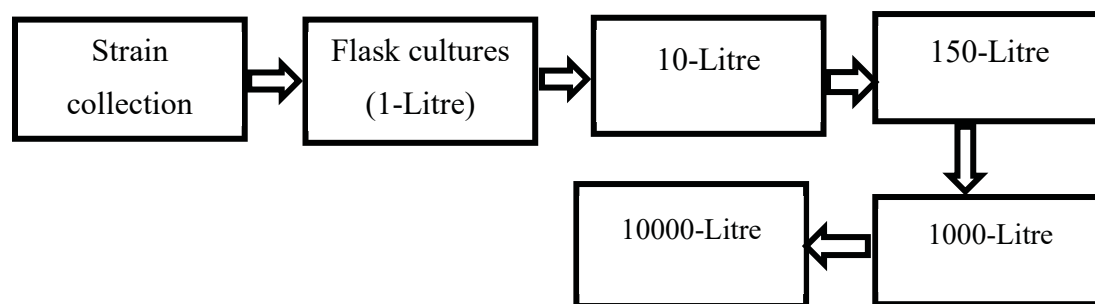 Strain
collection
Flask cultures
(1-Litre)
10-Litre
150-Litre
1000-Litre
10000-Litre